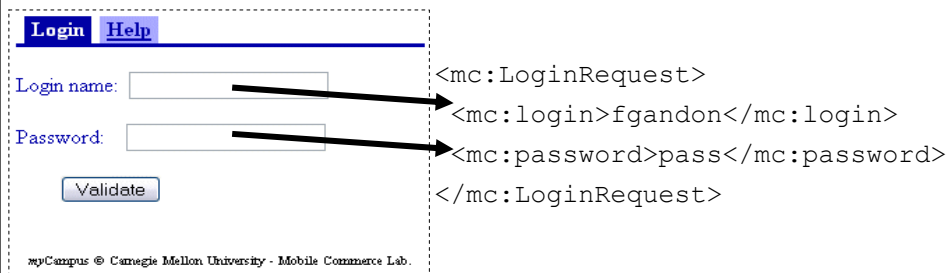 Login Help
Login name:
Password:
Validate
myCampus © Carnegie Mellon University - Mobile Commerce Lab.
<mc:LoginRequest>
<mc:login>fgandon</mc:login>
<mc:password>pass</mc:password>
</mc:LoginRequest>